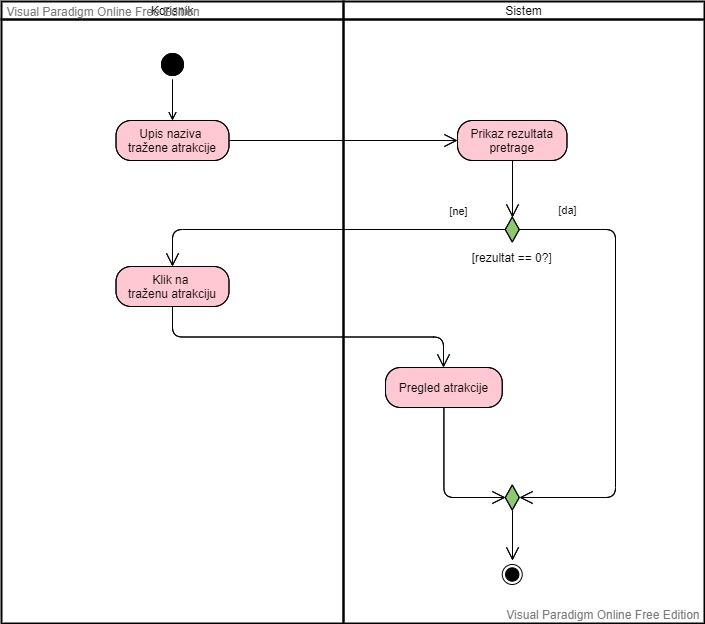 Visual Paradigm Online Free Edition
Korisnik
Sistem
Upis naziva
tražene atrakcije
Prikaz rezultata
pretrage
[ne]
[da]
[rezultat == 0?]
Klik na
traženu atrakciju
Pregled atrakcije
Visual Paradigm Online Free Edition